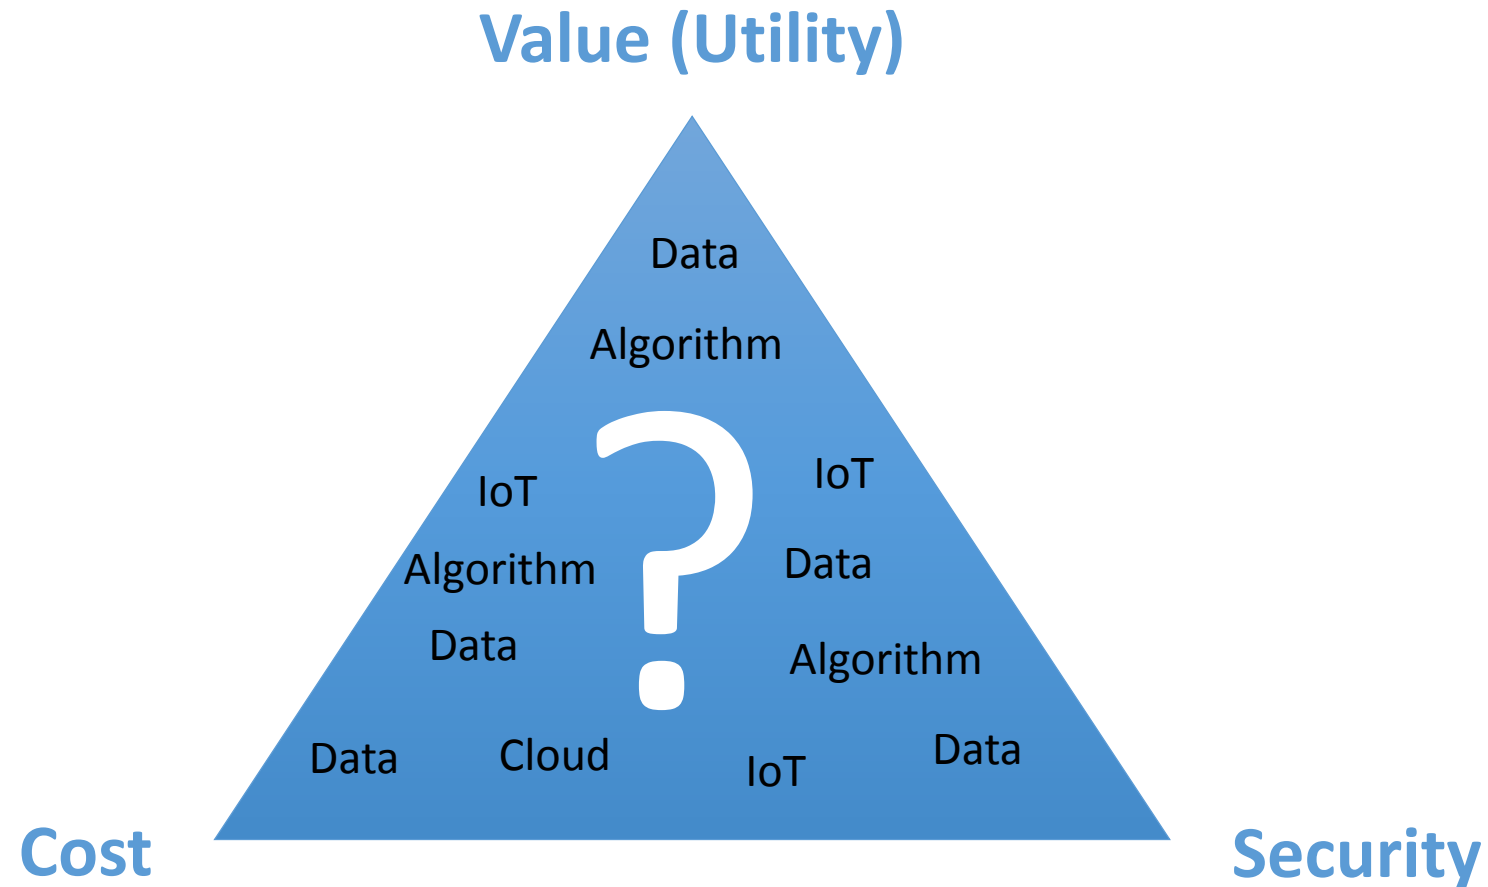 Value (Utility)
Data
Algorithm
?
IoT
IoT
Algorithm
Data
Data
Algorithm
Data
Cloud
IoT
Data
Cost
Security